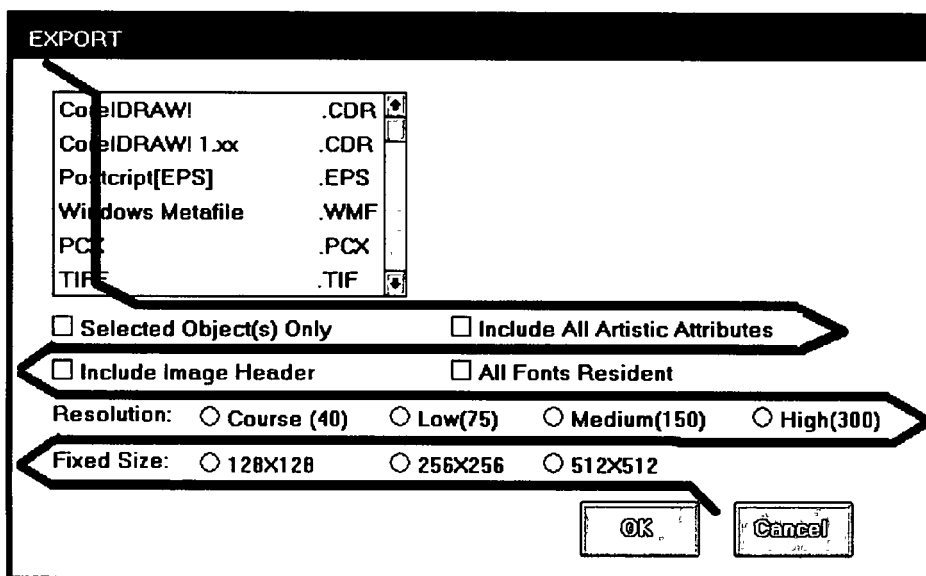 EXPORT
CorelDRAW! .CDR
CorelDRAW! 1.xx .CDR
Postcript[EPS] .EPS
Windows Metafile .WMF
PCX .PCX
TIFF .TIF
Selected Object(s) Only Include All Artistic Attributes
Include Image Header All Fonts Resident
Resolution: Course (40) Low(75) Medium(150) High(300)
Fixed Size: 128X128 256X256 512X512
OK Cancel